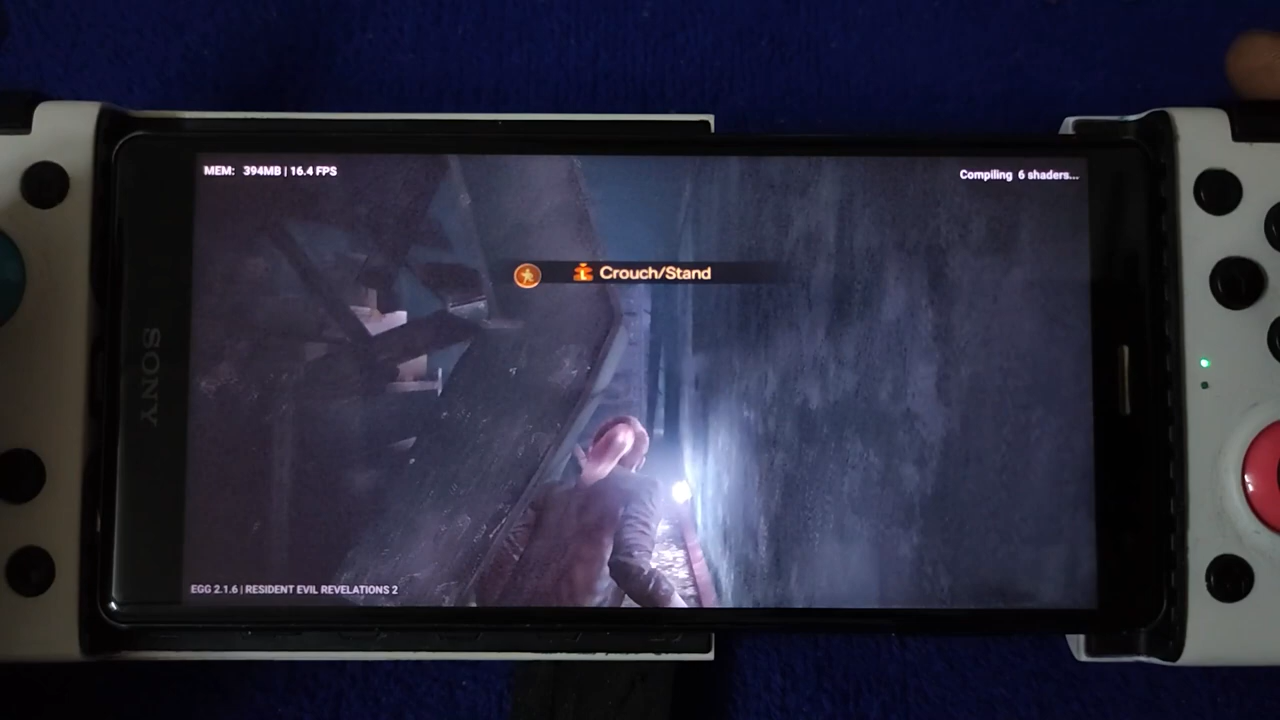 MEM: 394MB | 16.4 FPS
Compiling 6 shaders...
L Crouch/Stand
SONY
EGG 2.1.6 | RESIDENT EVIL REVELATIONS 2